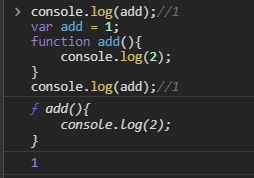 > console.log(add);//1
var add = 1;
function add(){
    console.log(2);
}
console.log(add);//1
ƒ add(){
    console.log(2);
}
1